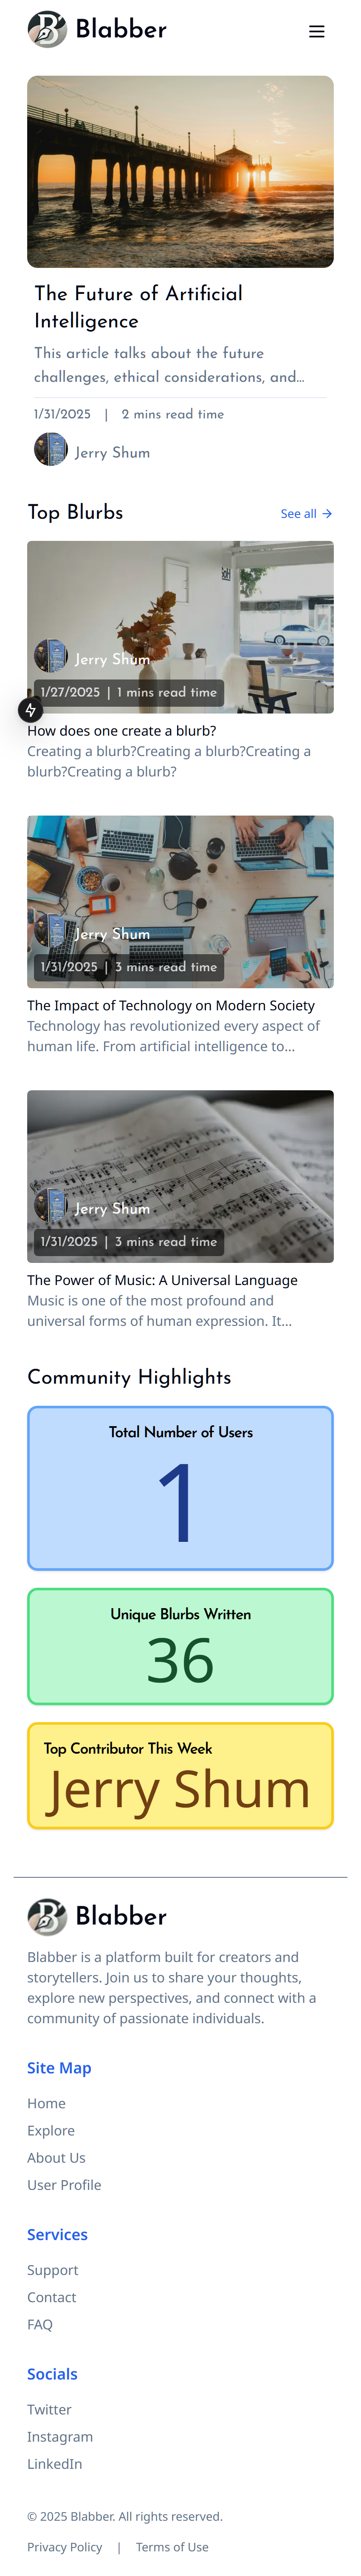 Blabber
The Future of Artificial
Intelligence
This article talks about the future
challenges, ethical considerations, and...
1/31/2025 | 2 mins read time
Jerry Shum
Top Blurbs
See all →
Jerry Shum
1/27/2025 | 1 mins read time
How does one create a blurb?
Creating a blurb?Creating a blurb?Creating a
blurb?Creating a blurb?
Jerry Shum
1/31/2025 | 3 mins read time
The Impact of Technology on Modern Society
Technology has revolutionized every aspect of
human life. From artificial intelligence to...
Jerry Shum
1/31/2025 | 3 mins read time
The Power of Music: A Universal Language
Music is one of the most profound and
universal forms of human expression. It...
Community Highlights
Total Number of Users
1
Unique Blurbs Written
36
Top Contributor This Week
Jerry Shum
Blabber
Blabber is a platform built for creators and
storytellers. Join us to share your thoughts,
explore new perspectives, and connect with a
community of passionate individuals.
Site Map
Home
Explore
About Us
User Profile
Services
Support
Contact
FAQ
Socials
Twitter
Instagram
LinkedIn
© 2025 Blabber. All rights reserved.
Privacy Policy | Terms of Use